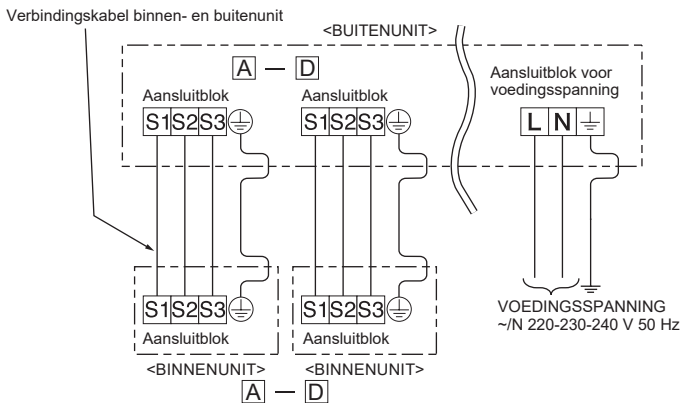 Verbindingskabel binnen- en buitenunit
<BUITENUNIT>
A — D
Aansluitblok voor
voedingsspanning
Aansluitblok
Aansluitblok
S1 S2 S3
S1 S2 S3
L N
S1 S2 S3
S1 S2 S3
Aansluitblok
Aansluitblok
VOEDINGSSPANNING
~/N 220-230-240 V 50 Hz
<BINNENUNIT>
<BINNENUNIT>
A — D